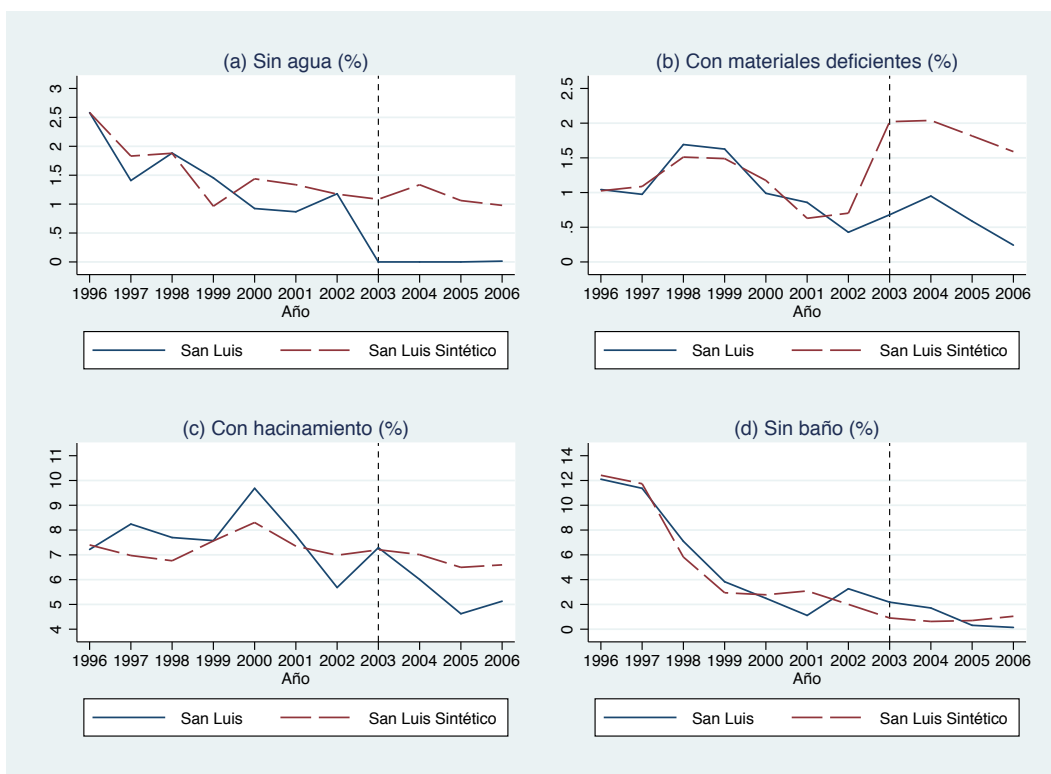 (a) Sin agua (%)
3
2.5
2
1.5
1
.5
0
1996 1997 1998 1999 2000 2001 2002 2003 2004 2005 2006
Año
San Luis San Luis Sintético
(b) Con materiales deficientes (%)
2.5
2
1.5
1
.5
0
1996 1997 1998 1999 2000 2001 2002 2003 2004 2005 2006
Año
San Luis San Luis Sintético
(c) Con hacinamiento (%)
11
10
9
8
7
6
5
4
1996 1997 1998 1999 2000 2001 2002 2003 2004 2005 2006
Año
San Luis San Luis Sintético
(d) Sin baño (%)
14
12
10
8
6
4
2
0
1996 1997 1998 1999 2000 2001 2002 2003 2004 2005 2006
Año
San Luis San Luis Sintético